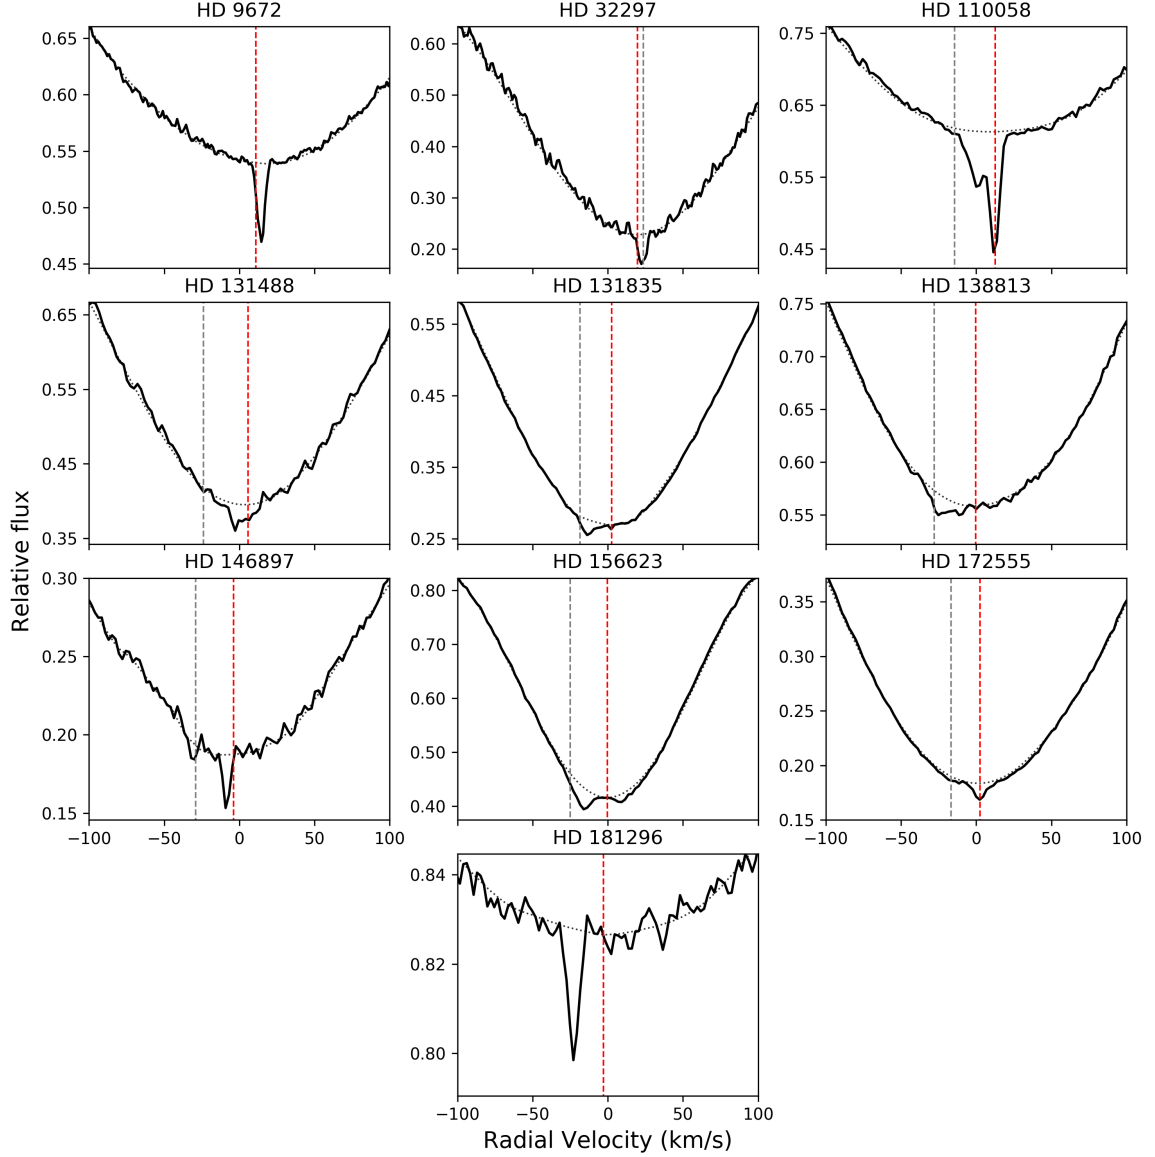 HD 9672
HD 32297
HD 110058
0.65
0.60
0.55
0.50
0.45
0.60
0.50
0.40
0.30
0.20
0.75
0.65
0.55
0.45
HD 131488
HD 131835
HD 138813
0.65
0.55
0.45
0.35
0.55
0.45
0.35
0.25
0.75
0.70
0.65
0.60
0.55
Relative flux
HD 146897
HD 156623
HD 172555
0.30
0.25
0.20
0.15
−100 −50 0 50 100
0.80
0.70
0.60
0.50
0.40
0.35
0.30
0.25
0.20
0.15
−100 −50 0 50 100
HD 181296
0.84
0.82
0.80
−100 −50 0 50 100
Radial Velocity (km/s)